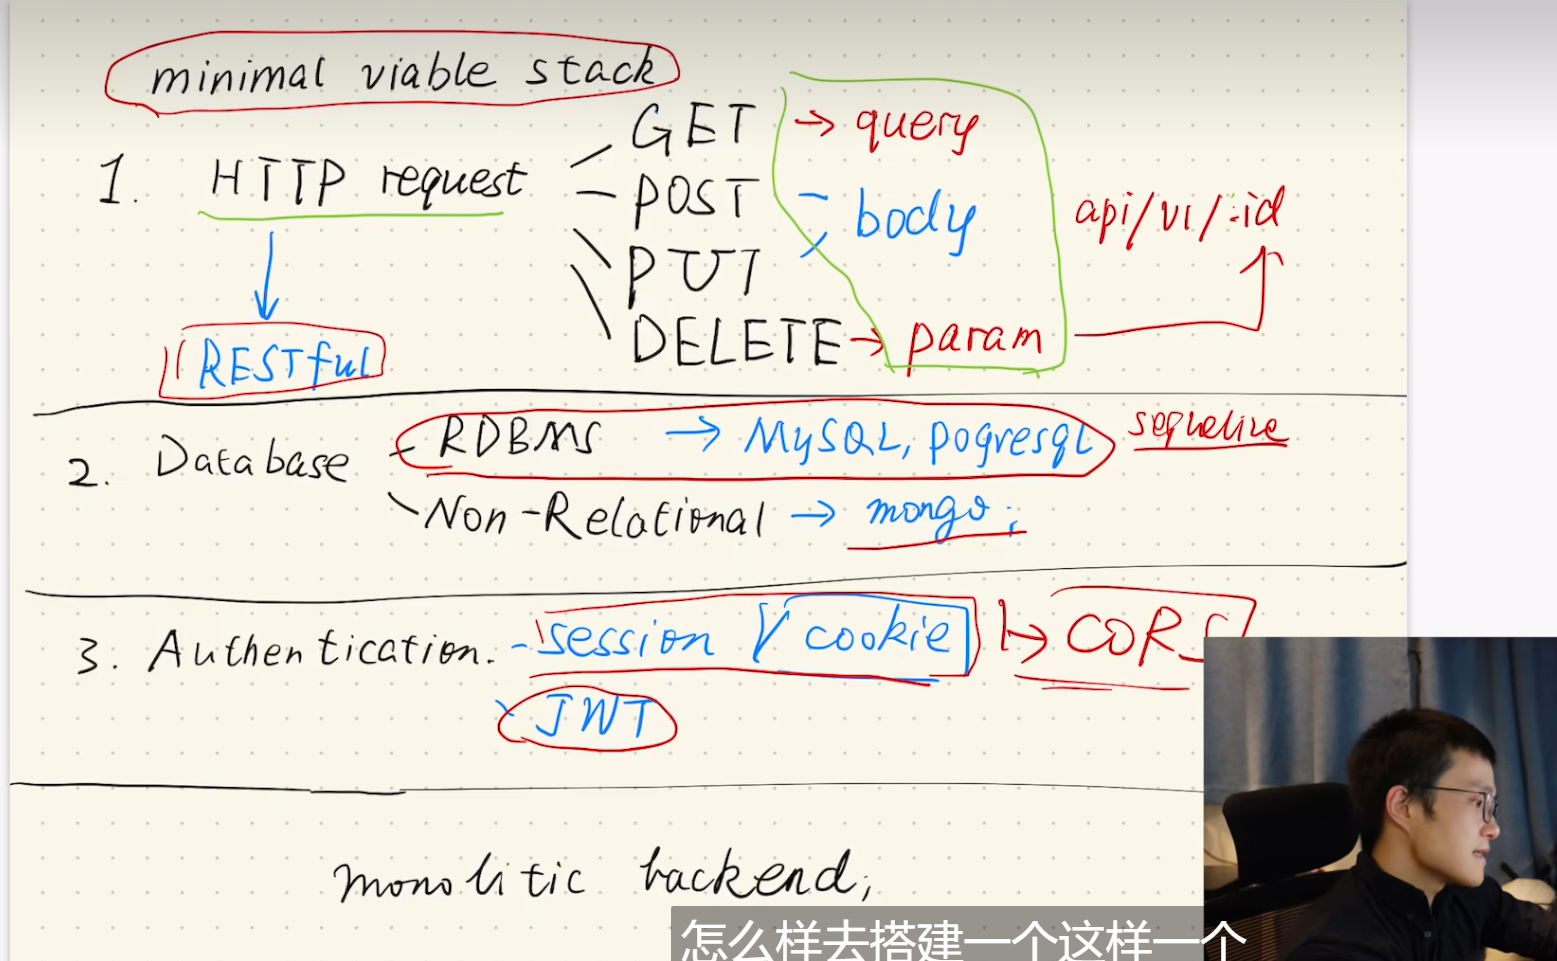 minimal viable stack
GET → query
1. HTTP request
POST
body
api/v1/:id
PUT
DELETE → param
RESTful
2. Database
RDBMS → MySQL, pogresql
sequelize
Non-Relational → mongo;
3. Authentication. - session / cookie → CORS
JWT
monolitic backend,
怎么样去搭建一个这样一个